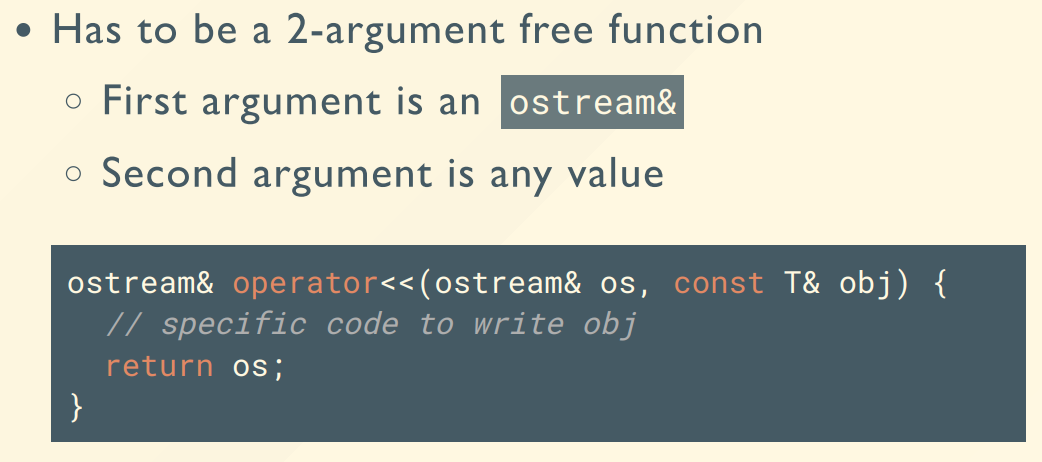 • Has to be a 2-argument free function
○ First argument is an ostream&
○ Second argument is any value
ostream& operator<<(ostream& os, const T& obj) {
  // specific code to write obj
  return os;
}